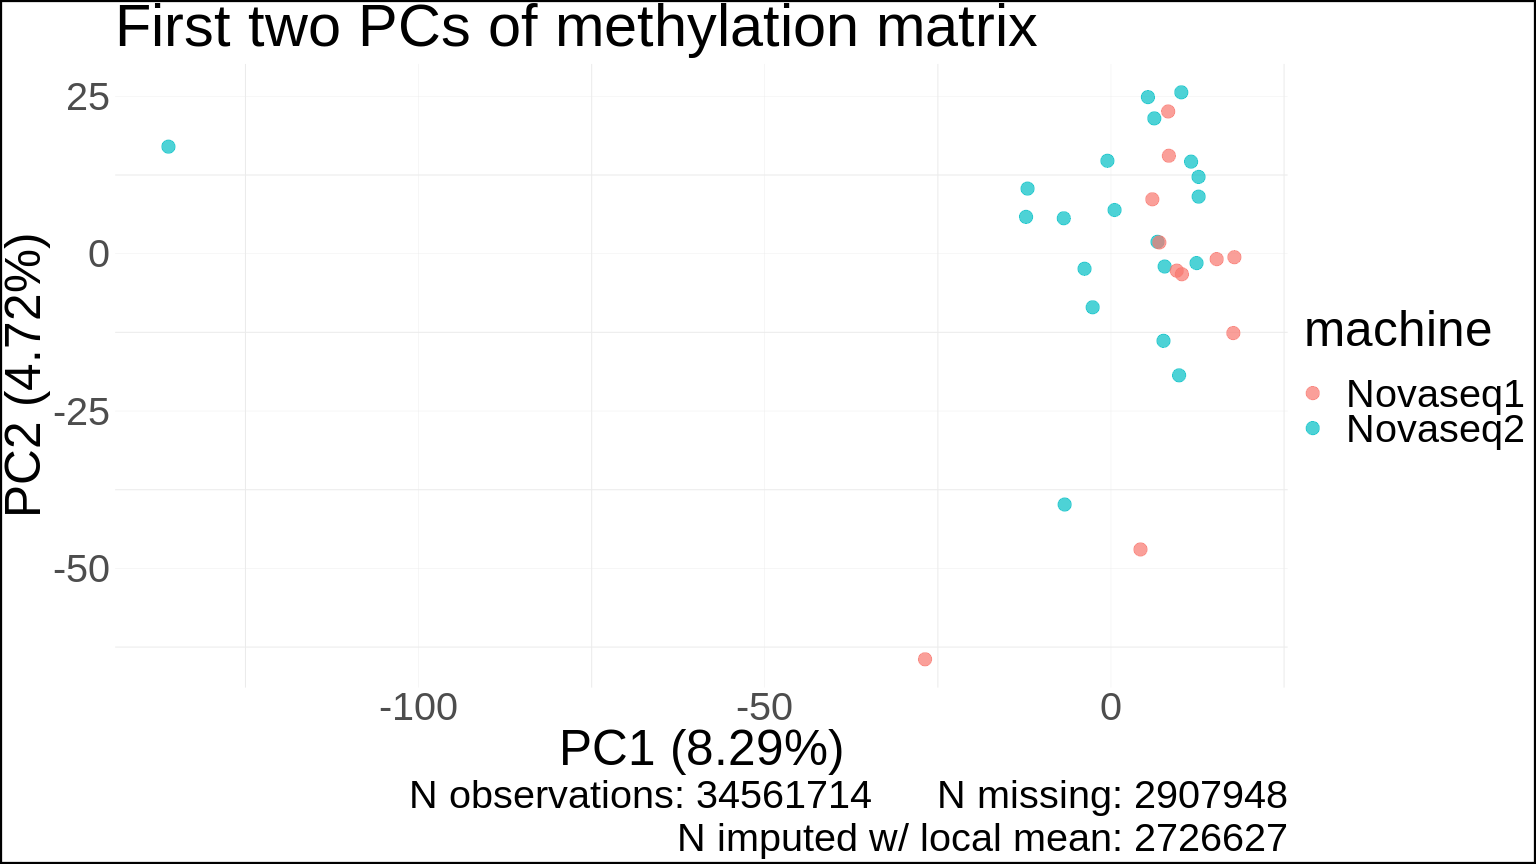 First two PCs of methylation matrix
25
0
-25
-50
PC2 (4.72%)
-100
-50
0
PC1 (8.29%)
machine
Novaseq1
Novaseq2
N observations: 34561714 N missing: 2907948
N imputed w/ local mean: 2726627